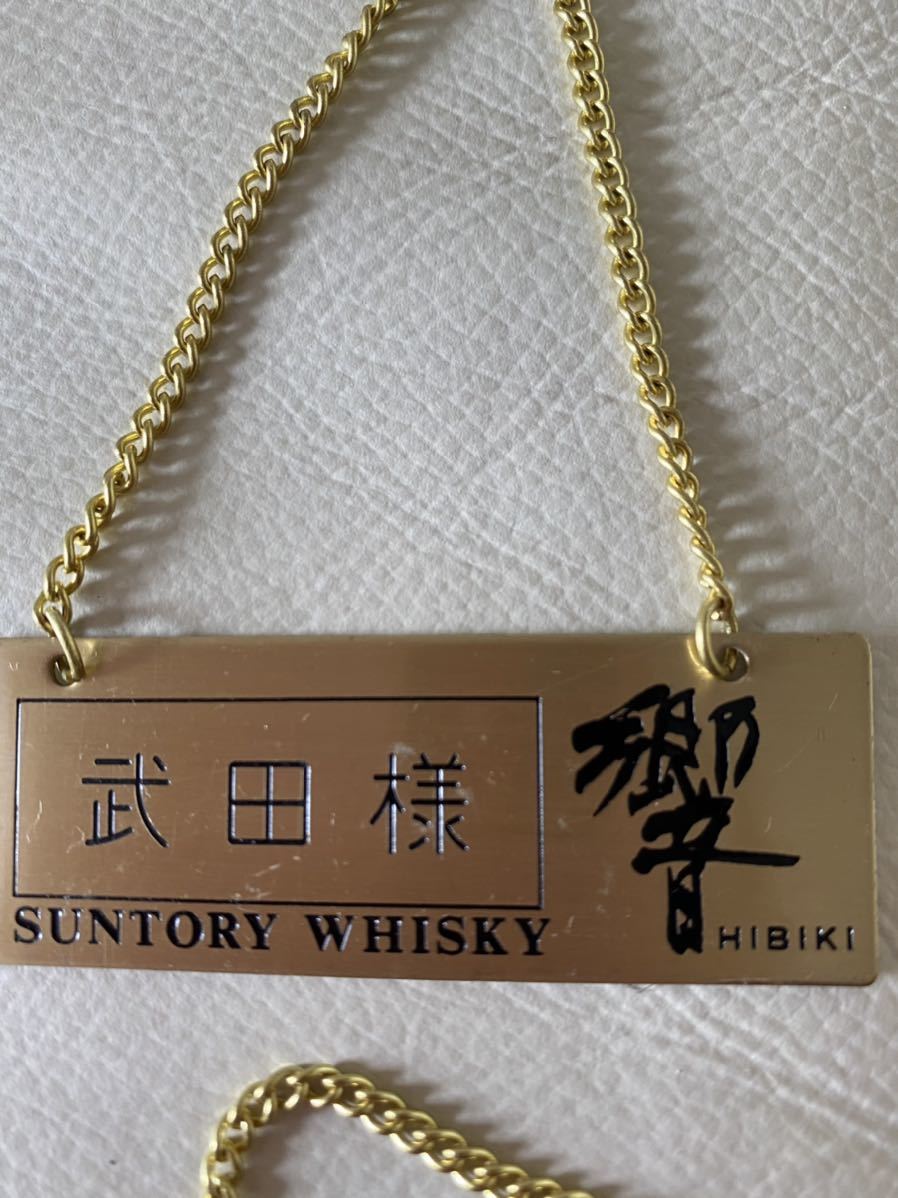 武田様
SUNTORY WHISKY
響
HIBIKI